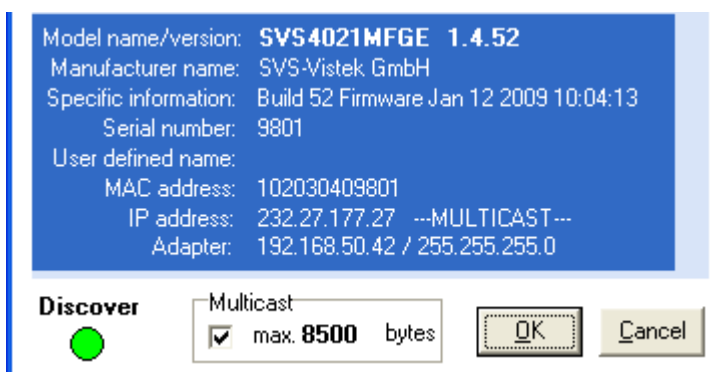 Model name/version: SVS4021MFGE 1.4.52
Manufacturer name: SVS-Vistek GmbH
Specific information: Build 52 Firmware Jan 12 2009 10:04:13
Serial number: 9801
User defined name:
MAC address: 102030409801
IP address: 232.27.177.27 ---MULTICAST---
Adapter: 192.168.50.42 / 255.255.255.0
Discover
Multicast
max. 8500 bytes
OK
Cancel